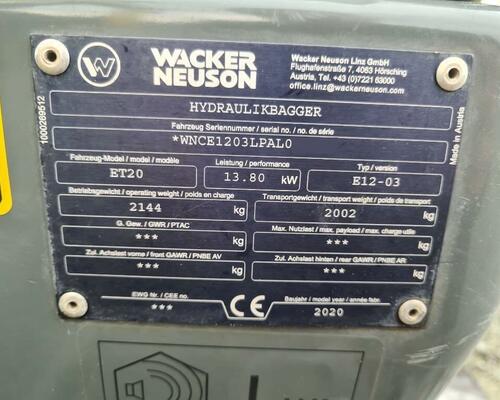 WACKER
NEUSON
Wacker Neuson Linz GmbH
Flughafenstraße 7, 4063 Hörsching
Austria, Tel. +43 (0)7221 63000
office.linz@wackerneuson.com
HYDRAULIKBAGGER
Fahrzeug Seriennummer / serial no. / no. de série
*WNCE1203LPAL0
Fahrzeug-Model / model / modèle
Leistung / performance
Typ / version
ET20
13.80 kW
E12-03
Betriebsgewicht / operating weight / poids en charge
Transportgewicht / transport weight / poids de transport
2144 kg
2002 kg
G. Gew. / GWR / PTAC
Max. Nutzlast / max. payload / max. charge utile
*** kg
*** kg
Zul. Achslast vorne / front GAWR / PNBE AV
Zul. Achslast hinten / rear GAWR / PNBE AR
*** kg
*** kg
EWG Nr. / CEE no.
***
CE
Baujahr / model year / année fabr.
2020
1000289512
Made in Austria